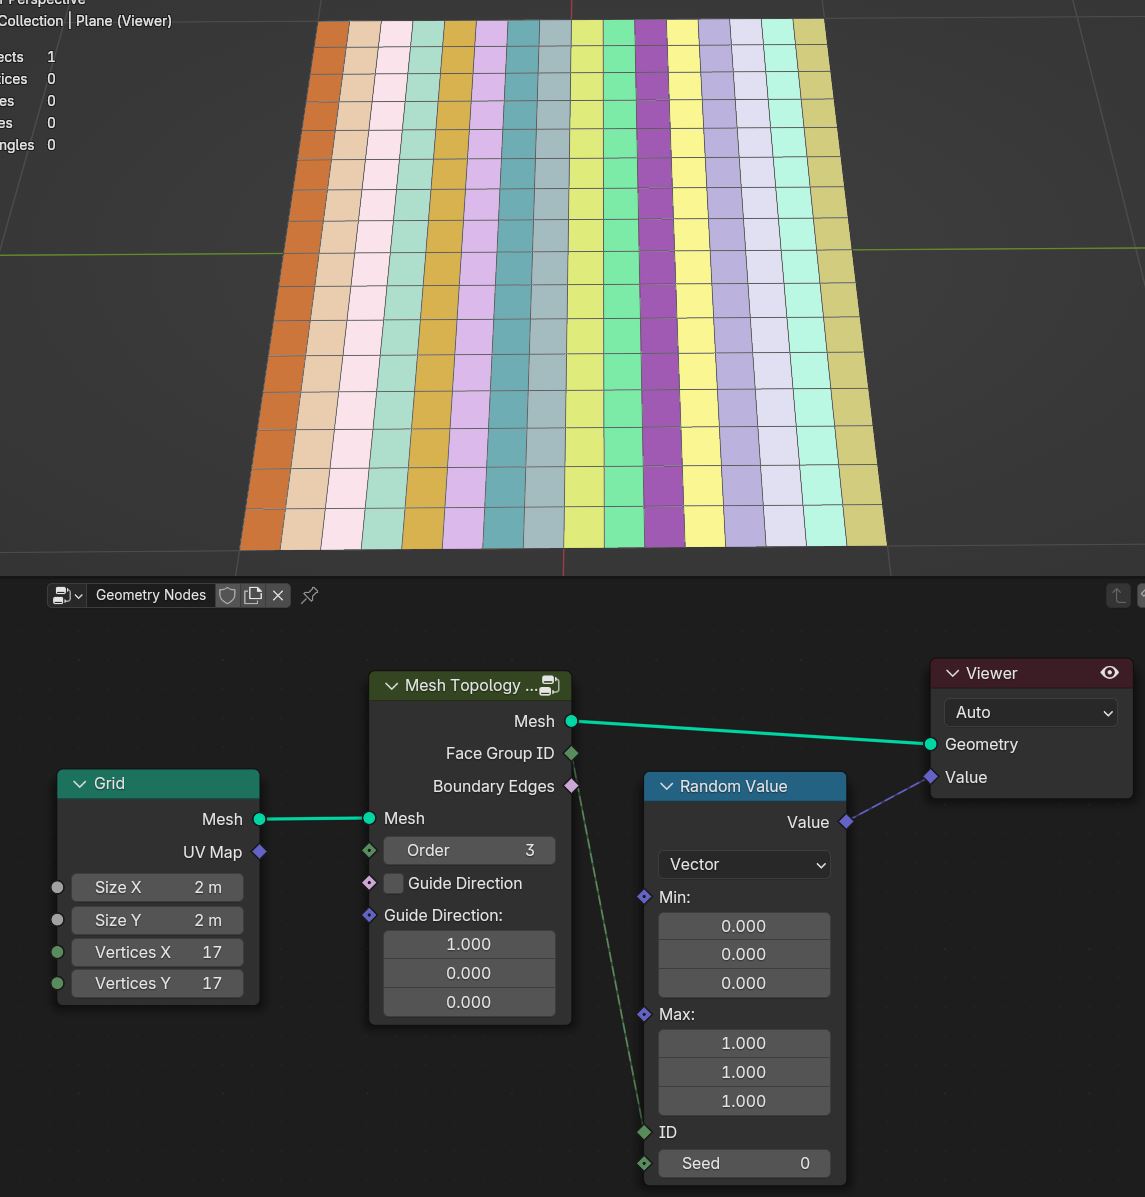 Perspective
Collection | Plane (Viewer)
ects 1
ices 0
es 0
es 0
ngles 0
Geometry Nodes
Grid
Mesh
UV Map
Size X 2 m
Size Y 2 m
Vertices X 17
Vertices Y 17
Mesh Topology ...
Mesh
Face Group ID
Boundary Edges
Mesh
Order 3
Guide Direction
Guide Direction:
1.000
0.000
0.000
Random Value
Value
Vector
Min:
0.000
0.000
0.000
Max:
1.000
1.000
1.000
ID
Seed 0
Viewer
Auto
Geometry
Value